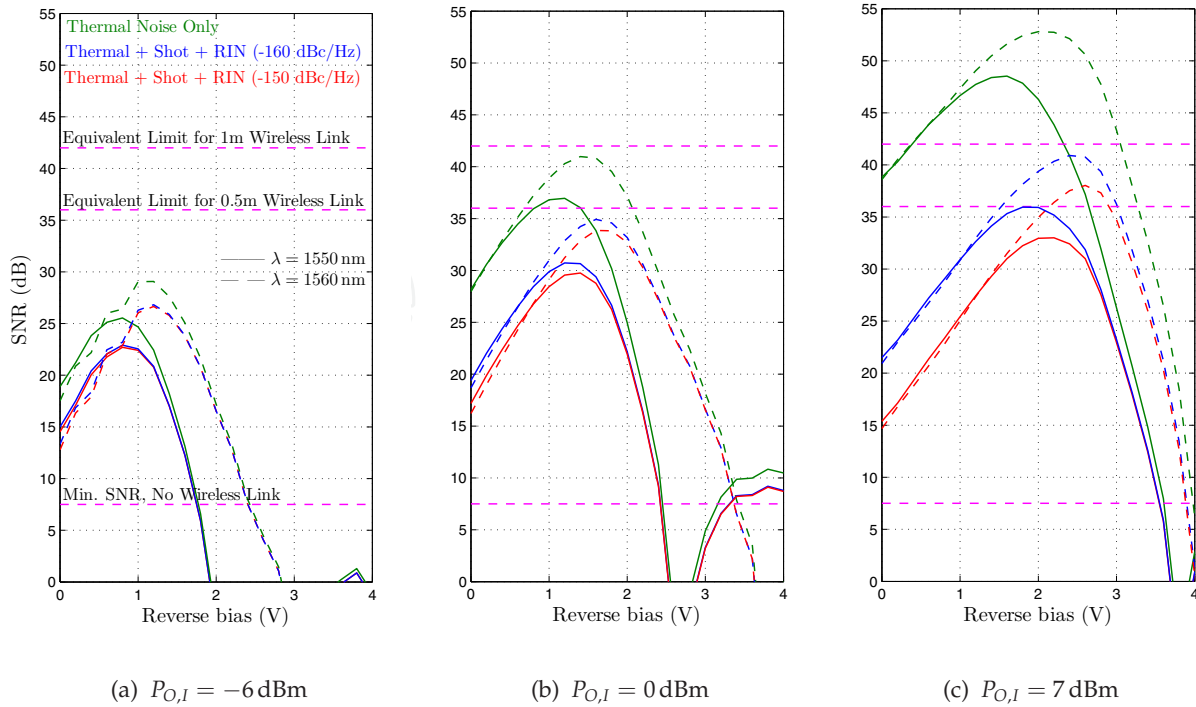 Thermal Noise Only
Thermal + Shot + RIN (-160 dBc/Hz)
Thermal + Shot + RIN (-150 dBc/Hz)
Equivalent Limit for 1m Wireless Link
Equivalent Limit for 0.5m Wireless Link
λ = 1550 nm
λ = 1560 nm
Min. SNR, No Wireless Link
SNR (dB)
55
50
45
40
35
30
25
20
15
10
5
0
0 1 2 3 4
Reverse bias (V)
(a) P_{O,I} = −6 dBm
55
50
45
40
35
30
25
20
15
10
5
0
0 1 2 3 4
Reverse bias (V)
(b) P_{O,I} = 0 dBm
55
50
45
40
35
30
25
20
15
10
5
0
0 1 2 3 4
Reverse bias (V)
(c) P_{O,I} = 7 dBm